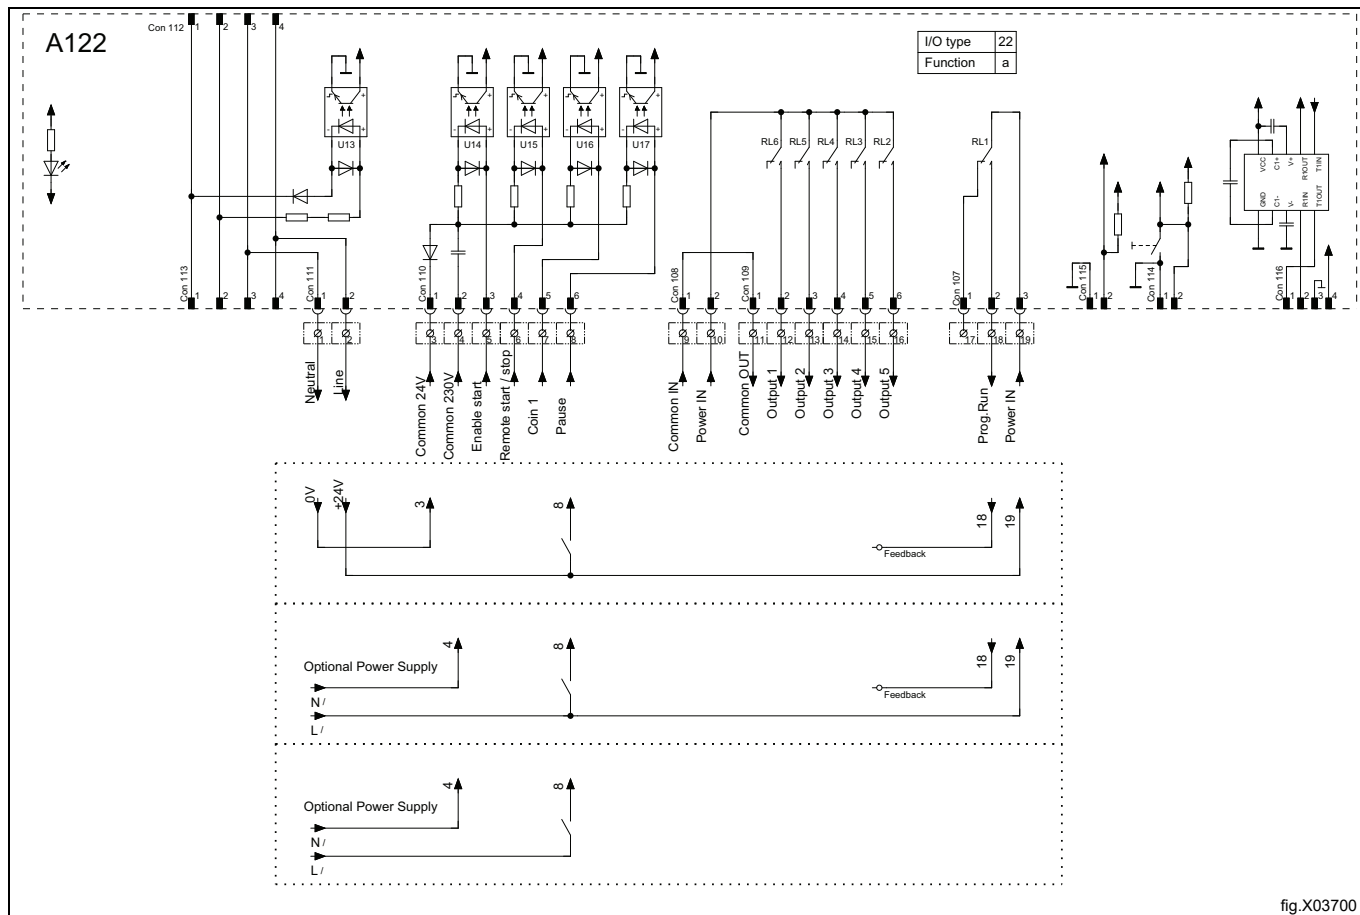 A122
Con 112
1
2
3
4
I/O type 22
Function a
U13
U14
U15
U16
U17
- +
- +
- +
- +
- +
- +
- +
- +
- +
- +
RL6
RL5
RL4
RL3
RL2
RL1
VCC
C1+
V+
R1OUT
T1IN
GND
C1-
V-
R1IN
T1OUT
Con 113
1
2
3
4
Con 111
1
2
Con 110
1
2
3
4
5
6
Con 108
1
2
Con 109
1
2
3
4
5
6
Con 107
1
2
3
Con 115
1
2
Con 114
1
2
Con 116
1
2
3
4
1
2
3
4
5
6
7
8
9
10
11
12
13
14
15
16
17
18
19
Neutral
Line
Common 24V
Common 230V
Enable start
Remote start / stop
Coin 1
Pause
Common IN
Power IN
Common OUT
Output 1
Output 2
Output 3
Output 4
Output 5
Prog.Run
Power IN
0V
+24V
3
8
Feedback
18
19
Optional Power Supply
N /
L /
4
8
Feedback
18
19
Optional Power Supply
N /
L /
4
8
fig.X03700